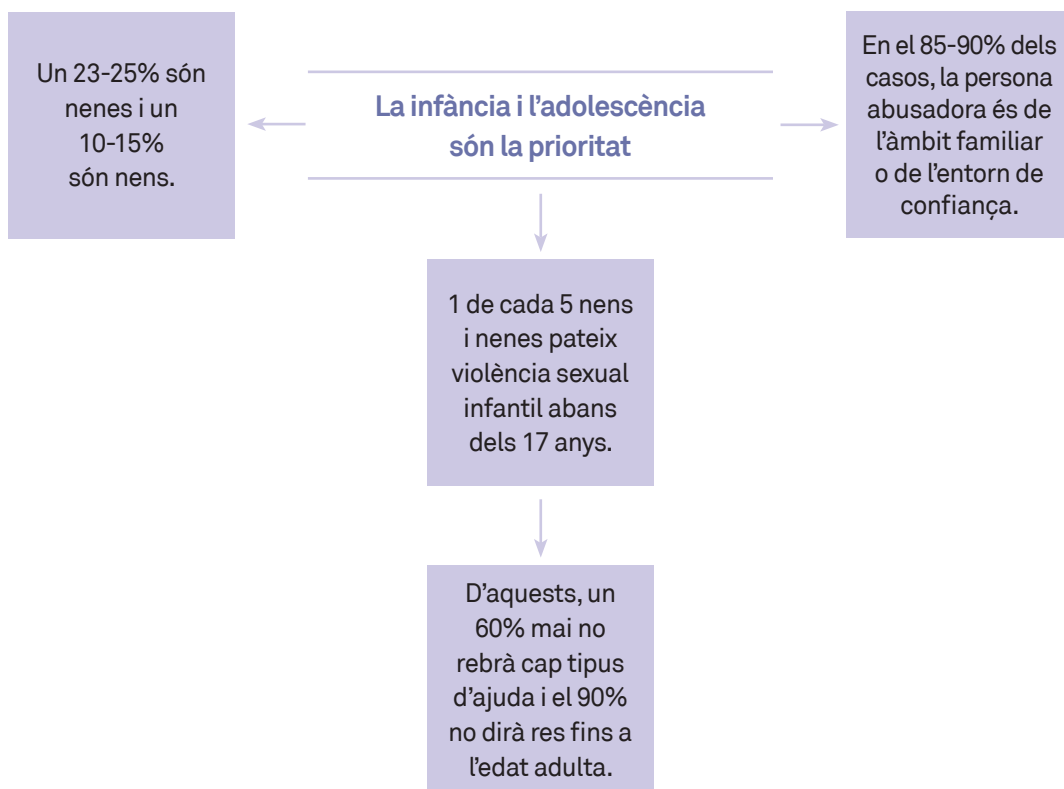 Un 23-25% són
nenes i un
10-15%
són nens.
La infància i l’adolescència
són la prioritat
En el 85-90% dels
casos, la persona
abusadora és de
l’àmbit familiar
o de l’entorn de
confiança.
1 de cada 5 nens
i nenes pateix
violència sexual
infantil abans
dels 17 anys.
D’aquests, un
60% mai no
rebrà cap tipus
d’ajuda i el 90%
no dirà res fins a
l’edat adulta.